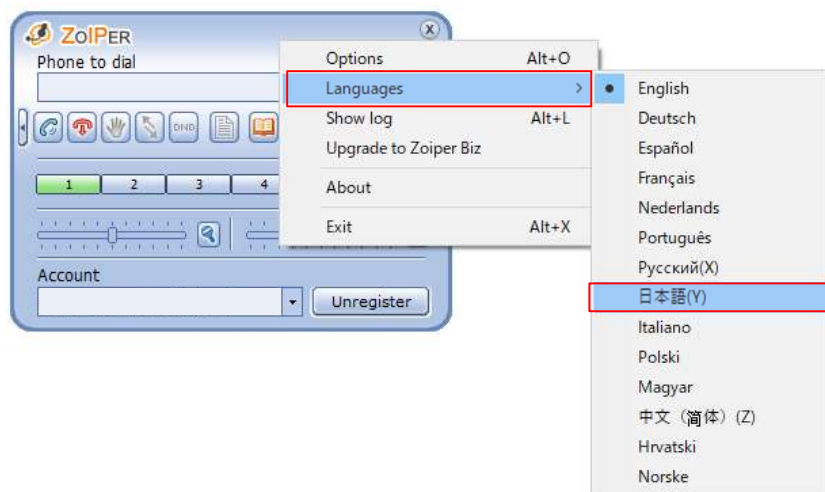 ZOIPER
Phone to dial
DND
1 2 3 4
Account
Unregister
Options Alt+O
Languages
Show log Alt+L
Upgrade to Zoiper Biz
About
Exit Alt+X
English
Deutsch
Español
Français
Nederlands
Português
Русский(X)
日本語(Y)
Italiano
Polski
Magyar
中文（简体）(Z)
Hrvatski
Norske